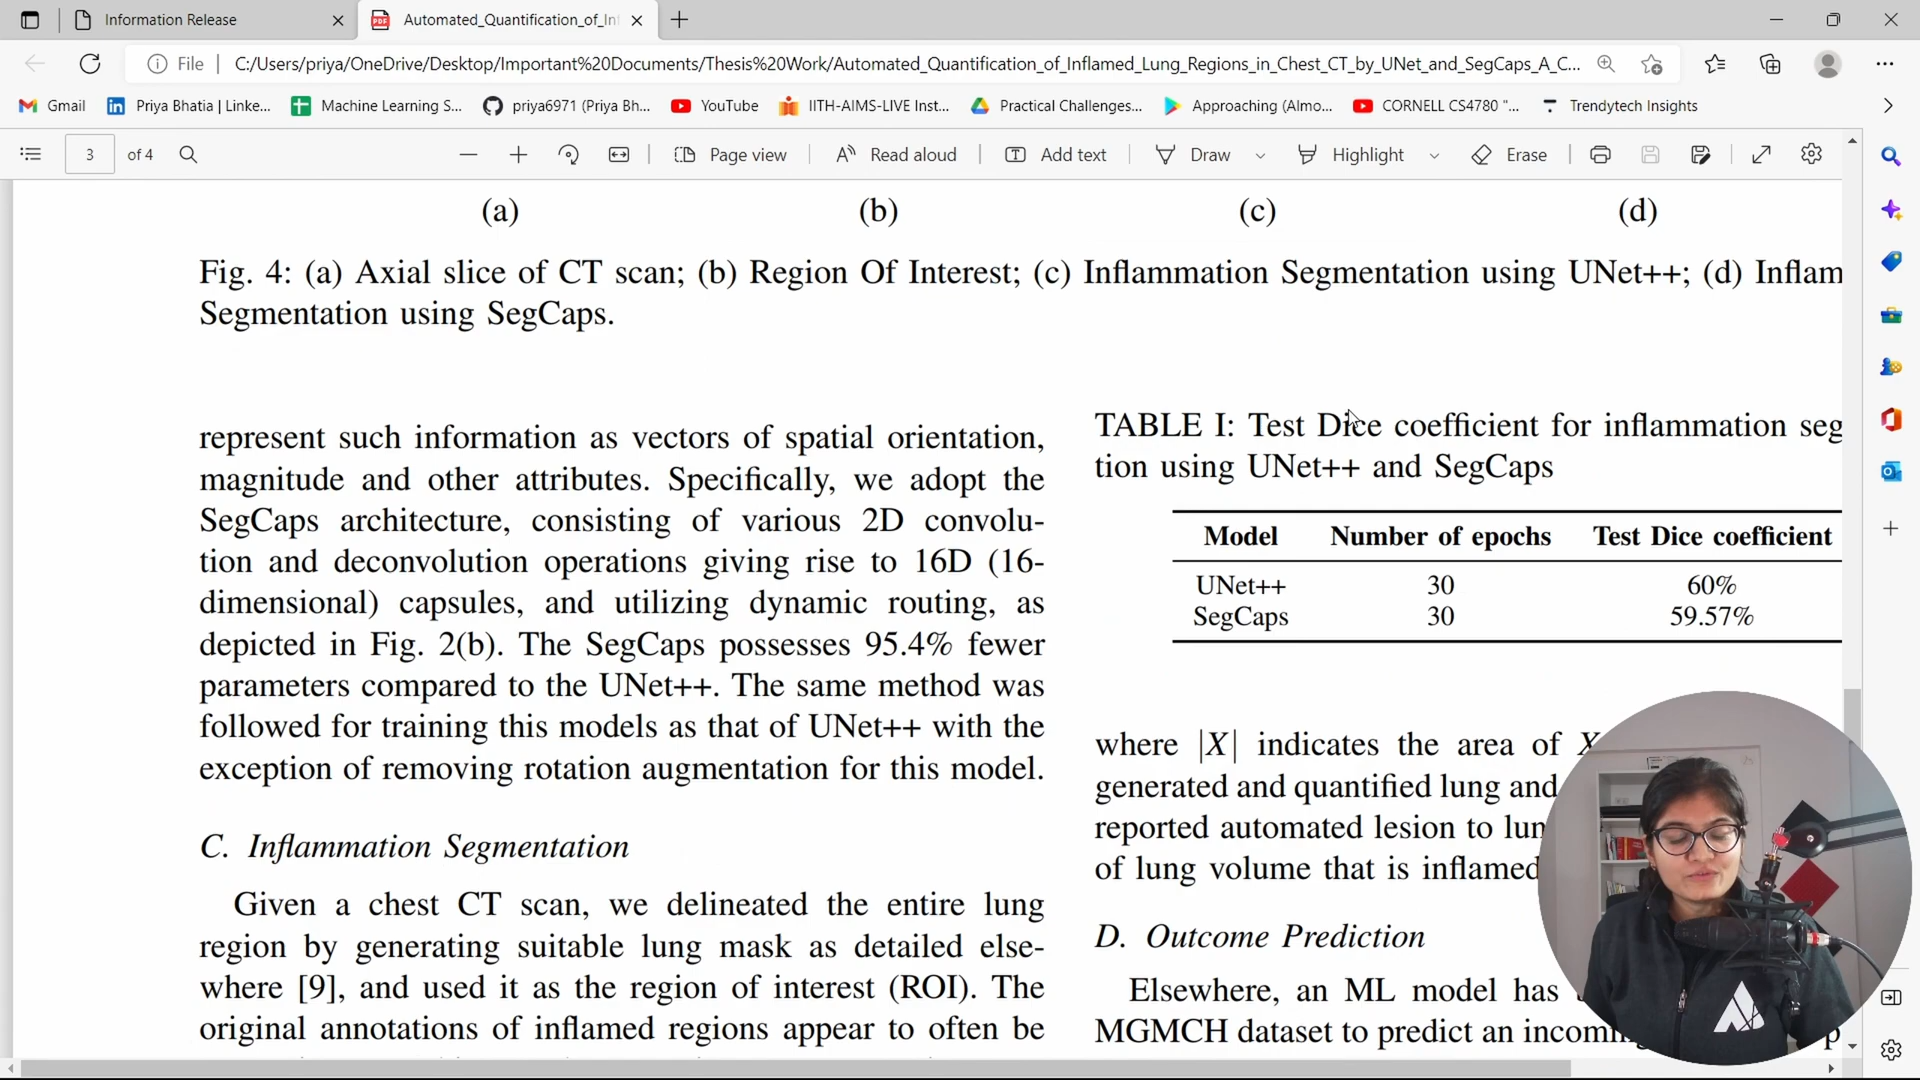 Information Release
Automated_Quantification_of_In
File
C:/Users/priya/OneDrive/Desktop/Important%20Documents/Thesis%20Work/Automated_Quantification_of_Inflamed_Lung_Regions_in_Chest_CT_by_UNet_and_SegCaps_A_C...
Gmail
Priya Bhatia | Linke...
Machine Learning S...
priya6971 (Priya Bh...
YouTube
IITH-AIMS-LIVE Inst...
Practical Challenges...
Approaching (Almo...
CORNELL CS4780 "...
Trendytech Insights
3 of 4
Page view
Read aloud
Add text
Draw
Highlight
Erase
(a) (b) (c) (d)
Fig. 4: (a) Axial slice of CT scan; (b) Region Of Interest; (c) Inflammation Segmentation using UNet++; (d) Inflam
Segmentation using SegCaps.
represent such information as vectors of spatial orientation,
magnitude and other attributes. Specifically, we adopt the
SegCaps architecture, consisting of various 2D convolu-
tion and deconvolution operations giving rise to 16D (16-
dimensional) capsules, and utilizing dynamic routing, as
depicted in Fig. 2(b). The SegCaps possesses 95.4% fewer
parameters compared to the UNet++. The same method was
followed for training this models as that of UNet++ with the
exception of removing rotation augmentation for this model.
C. Inflammation Segmentation
Given a chest CT scan, we delineated the entire lung
region by generating suitable lung mask as detailed else-
where [9], and used it as the region of interest (ROI). The
original annotations of inflamed regions appear to often be
TABLE I: Test Dice coefficient for inflammation seg
tion using UNet++ and SegCaps
Model Number of epochs Test Dice coefficient
UNet++ 30 60%
SegCaps 30 59.57%
where |X| indicates the area of X
generated and quantified lung and
reported automated lesion to lun
of lung volume that is inflamed
D. Outcome Prediction
Elsewhere, an ML model has
MGMCH dataset to predict an incom